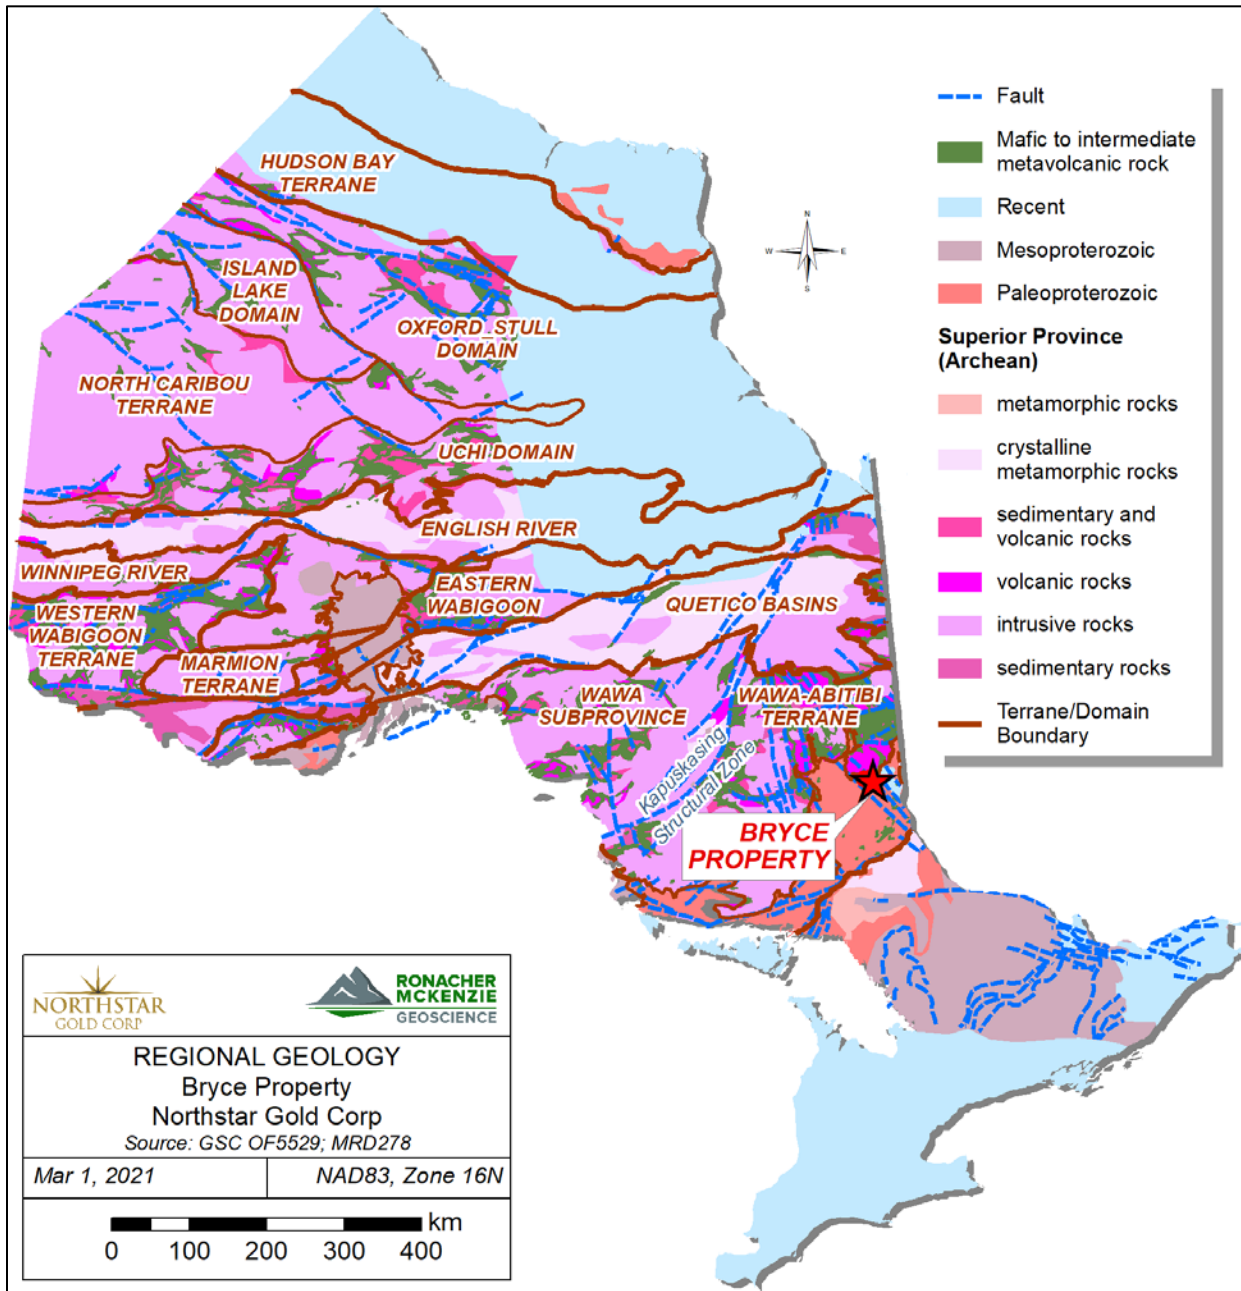 HUDSON BAY
TERRANE
ISLAND
LAKE
DOMAIN
OXFORD_STULL
DOMAIN
NORTH CARIBOU
TERRANE
UCHI DOMAIN
ENGLISH RIVER
WINNIPEG RIVER
EASTERN
WABIGOON
WESTERN
WABIGOON
TERRANE
MARMION
TERRANE
QUETICO BASINS
WAWA
SUBPROVINCE
WAWA-ABITIBI
TERRANE
Kapuskasing
Structural Zone
BRYCE
PROPERTY
N
W
E
S
Fault
Mafic to intermediate
metavolcanic rock
Recent
Mesoproterozoic
Paleoproterozoic
Superior Province
(Archean)
metamorphic rocks
crystalline
metamorphic rocks
sedimentary and
volcanic rocks
volcanic rocks
intrusive rocks
sedimentary rocks
Terrane/Domain
Boundary
NORTHSTAR
GOLD CORP
RONACHER
MCKENZIE
GEOSCIENCE
REGIONAL GEOLOGY
Bryce Property
Northstar Gold Corp
Source: GSC OF5529; MRD278
Mar 1, 2021
NAD83, Zone 16N
km
0 100 200 300 400